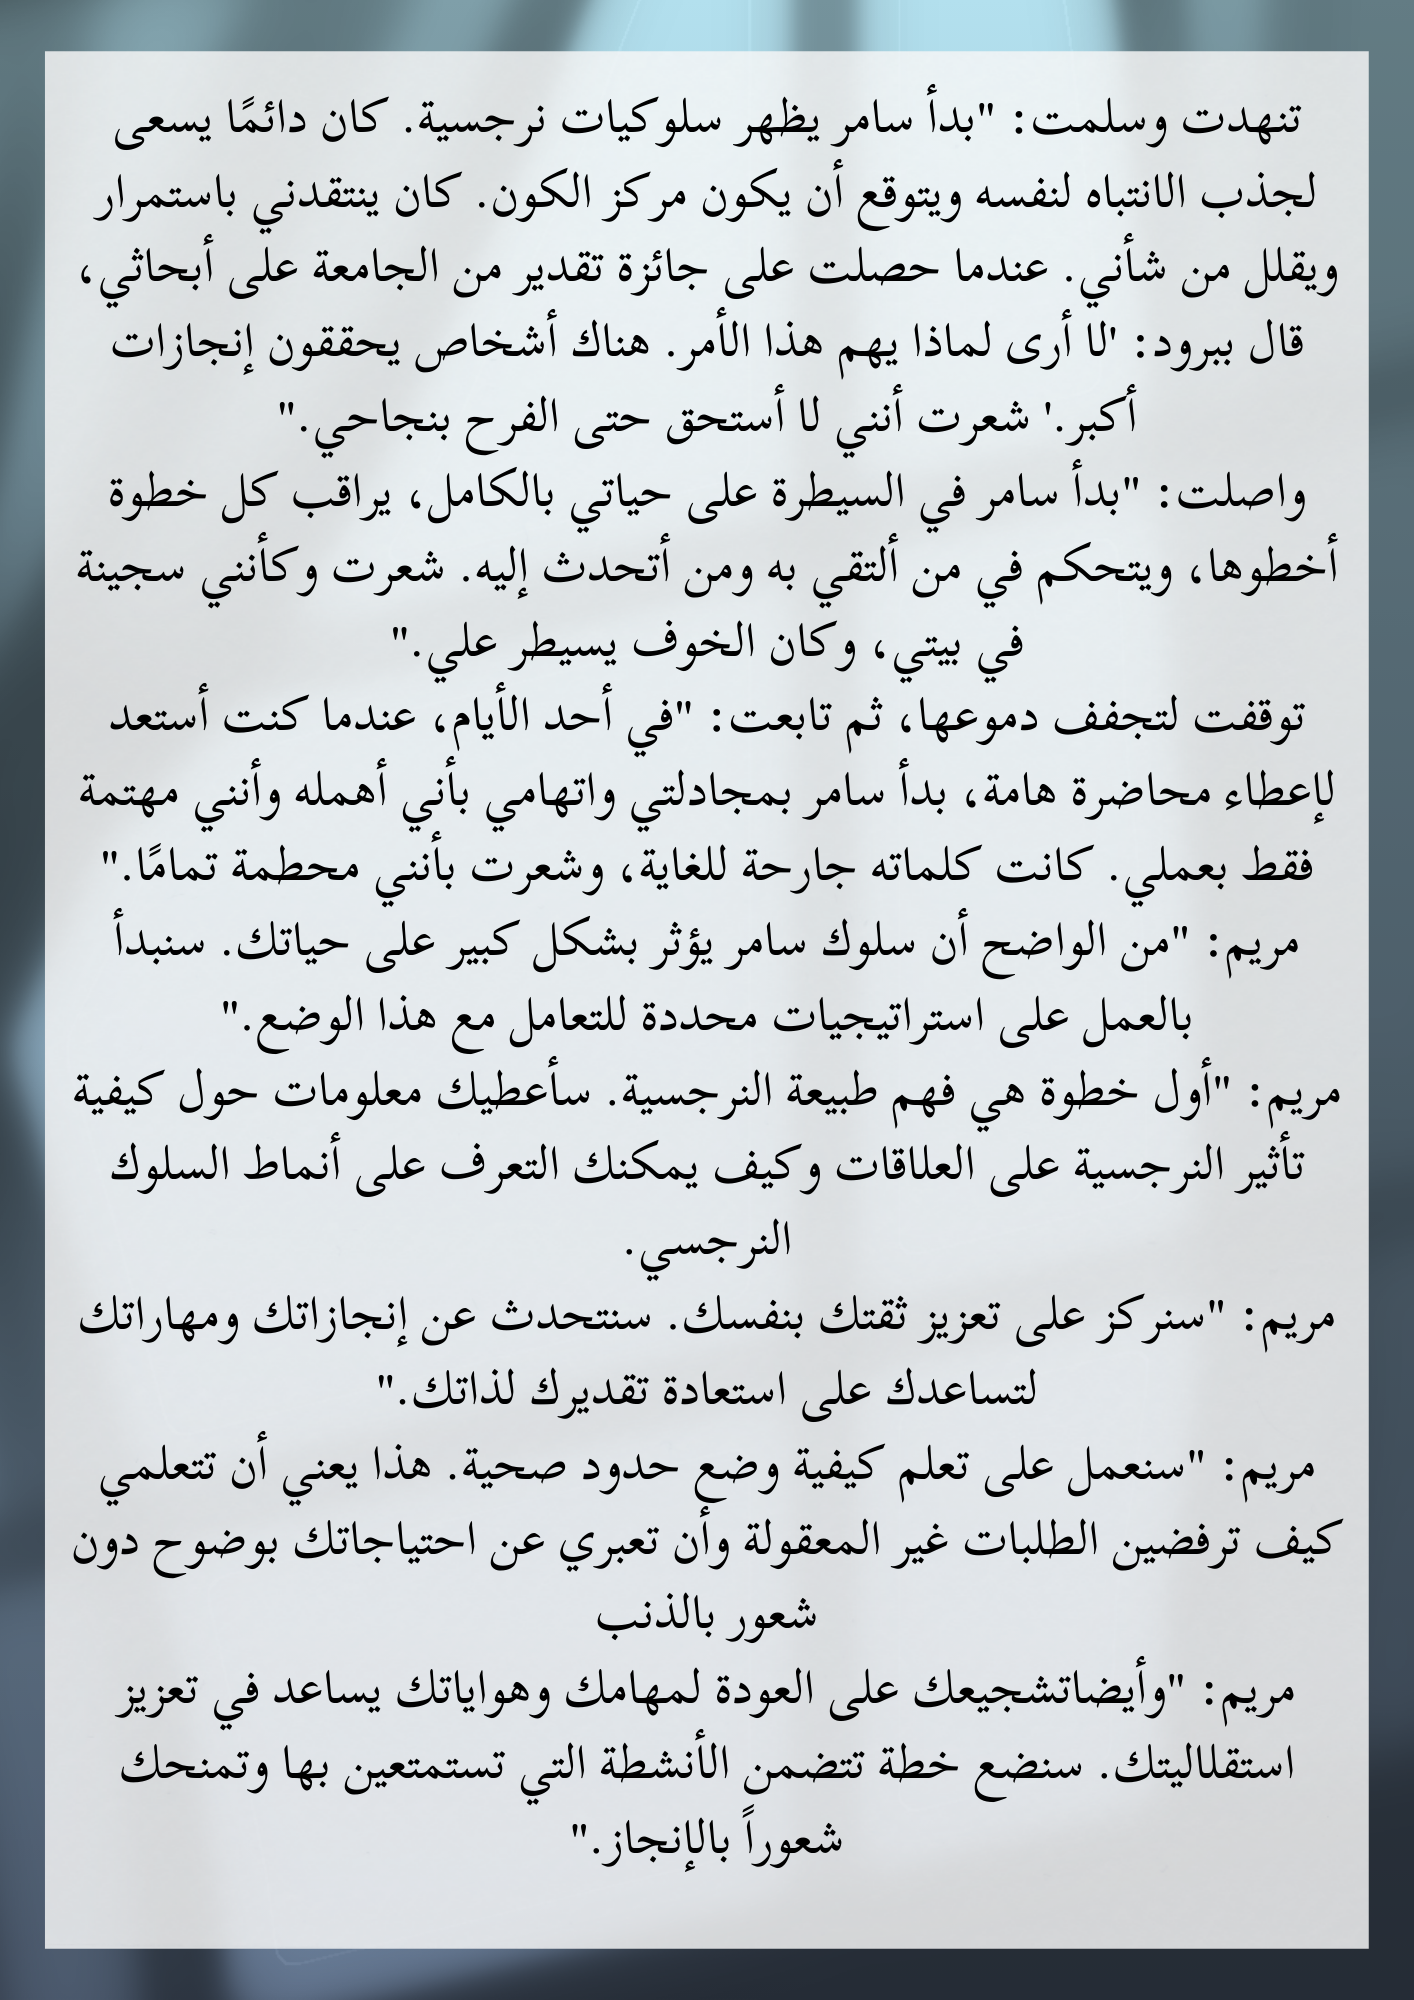 تنهدت وسلمت: "بدأ سامر يظهر سلوكيات نرجسية. كان دائمًا يسعى
لجذب الانتباه لنفسه ويتوقع أن يكون مركز الكون. كان ينتقدني باستمرار
ويقلل من شأني. عندما حصلت على جائزة تقدير من الجامعة على أبحاثي،
قال ببرود: 'لا أرى لماذا يهم هذا الأمر. هناك أشخاص يحققون إنجازات
أكبر.' شعرت أنني لا أستحق حتى الفرح بنجاحي."
واصلت: "بدأ سامر في السيطرة على حياتي بالكامل، يراقب كل خطوة
أخطوها، ويتحكم في من ألتقي به ومن أتحدث إليه. شعرت وكأنني سجينة
في بيتي، وكان الخوف يسيطر علي."
توقفت لتجفف دموعها، ثم تابعت: "في أحد الأيام، عندما كنت أستعد
لإعطاء محاضرة هامة، بدأ سامر بمجادلتي واتهامي بأني أهمله وأنني مهتمة
فقط بعملي. كانت كلماته جارحة للغاية، وشعرت بأنني محطمة تمامًا."
مريم: "من الواضح أن سلوك سامر يؤثر بشكل كبير على حياتك. سنبدأ
بالعمل على استراتيجيات محددة للتعامل مع هذا الوضع."
مريم: "أول خطوة هي فهم طبيعة النرجسية. سأعطيك معلومات حول كيفية
تأثير النرجسية على العلاقات وكيف يمكنك التعرف على أنماط السلوك
النرجسي.
مريم: "سنركز على تعزيز ثقتك بنفسك. سنتحدث عن إنجازاتك ومهاراتك
لتساعدك على استعادة تقديرك لذاتك."
مريم: "سنعمل على تعلم كيفية وضع حدود صحية. هذا يعني أن تتعلمي
كيف ترفضين الطلبات غير المعقولة وأن تعبري عن احتياجاتك بوضوح دون
شعور بالذنب
مريم: "وأيضاتشجيعك على العودة لمهامك وهواياتك يساعد في تعزيز
استقلاليتك. سنضع خطة تتضمن الأنشطة التي تستمتعين بها وتمنحك
شعوراً بالإنجاز."